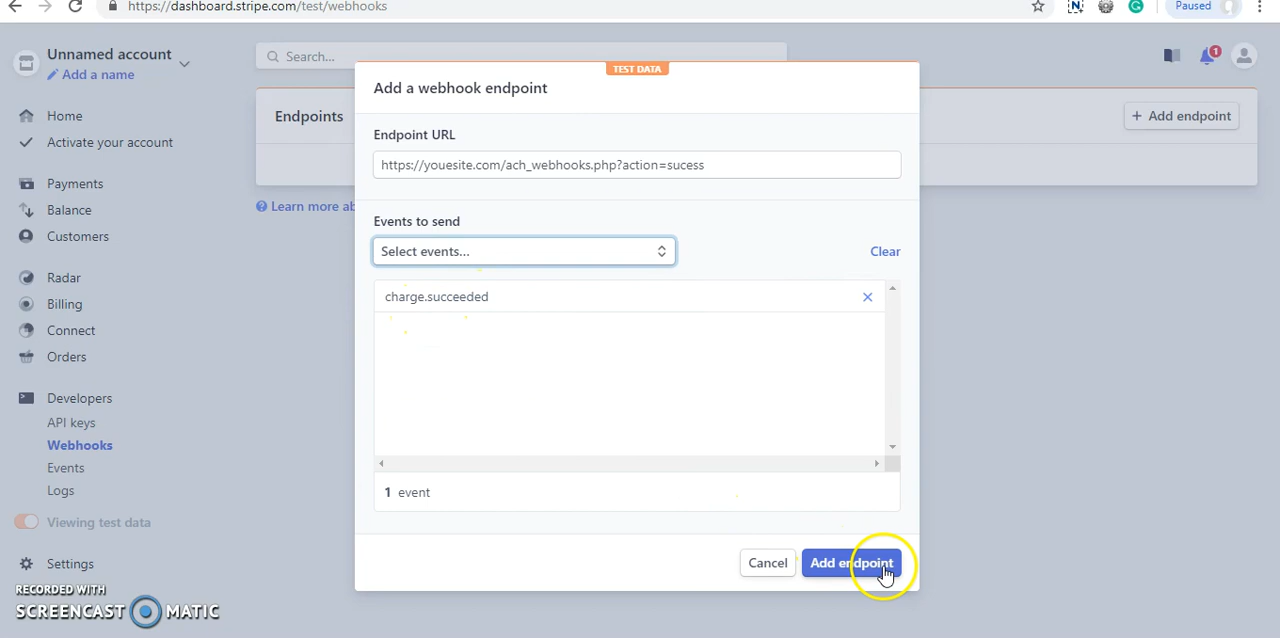 https://dashboard.stripe.com/test/webhooks
Paused
Unnamed account
Add a name
Search...
1
Home
Activate your account
Payments
Balance
Customers
Radar
Billing
Connect
Orders
Developers
API keys
Webhooks
Events
Logs
Viewing test data
Settings
Endpoints
+ Add endpoint
Learn more ab
TEST DATA
Add a webhook endpoint
Endpoint URL
https://youesite.com/ach_webhooks.php?action=sucess
Events to send
Select events...
Clear
charge.succeeded
1 event
Cancel
Add endpoint
RECORDED WITH
SCREENCAST MATIC